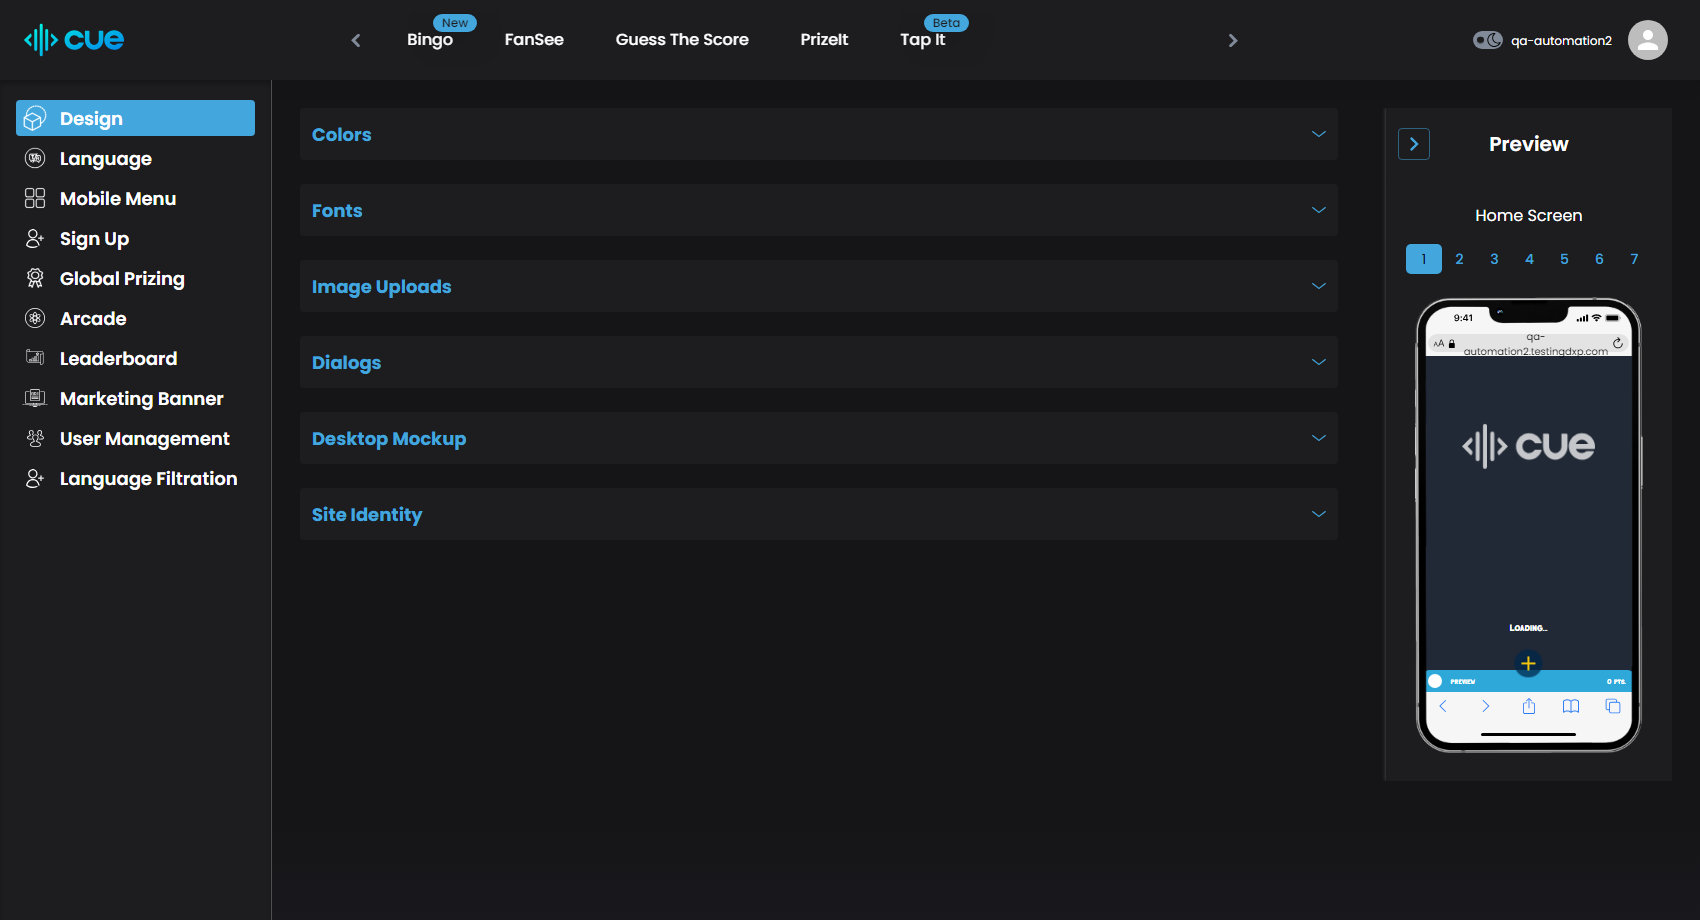 cue
Bingo
New
FanSee
Guess The Score
PrizeIt
Tap It
Beta
qa-automation2
Design
Language
Mobile Menu
Sign Up
Global Prizing
Arcade
Leaderboard
Marketing Banner
User Management
Language Filtration
Colors
Fonts
Image Uploads
Dialogs
Desktop Mockup
Site Identity
Preview
Home Screen
1 2 3 4 5 6 7
9:41
AA
qa-
automation2.testingdxp.com
cue
LOADING...
PREVIEW
0 PTS.